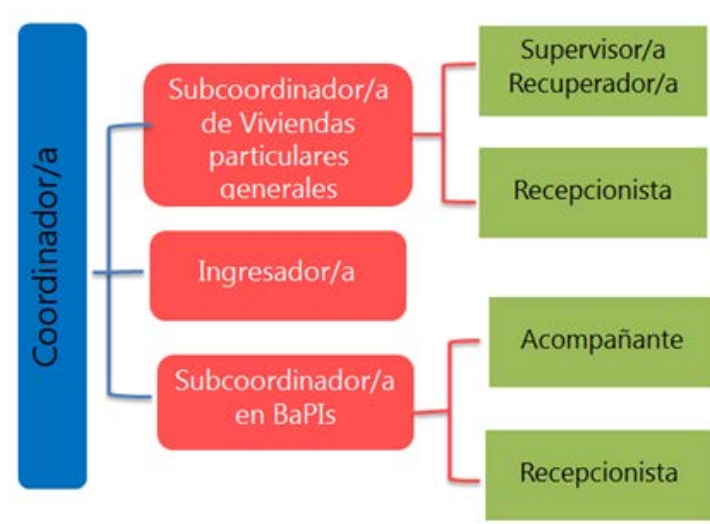 Coordinador/a
Subcoordinador/a
de Viviendas
particulares
generales
Supervisor/a
Recuperador/a
Recepcionista
Ingresador/a
Subcoordinador/a
en BaPIs
Acompañante
Recepcionista